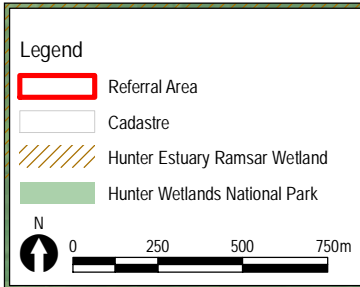 Legend
Referral Area
Cadastre
Hunter Estuary Ramsar Wetland
Hunter Wetlands National Park
N
0 250 500 750m